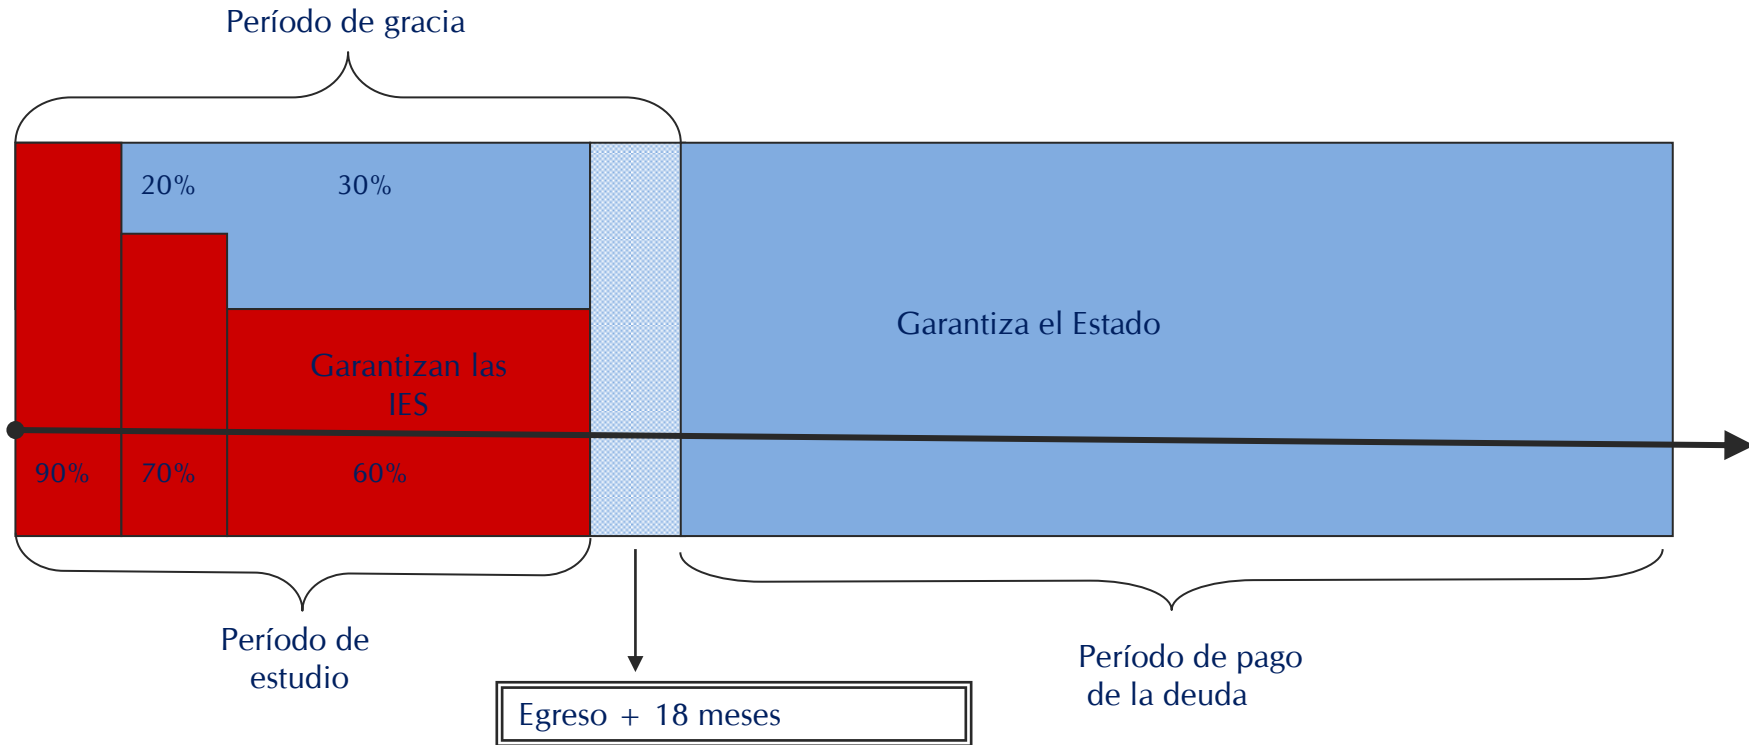 Período de gracia
20%
30%
Garantiza el Estado
Garantizan las
IES
90%
70%
60%
Período de
estudio
Período de pago
de la deuda
Egreso + 18 meses